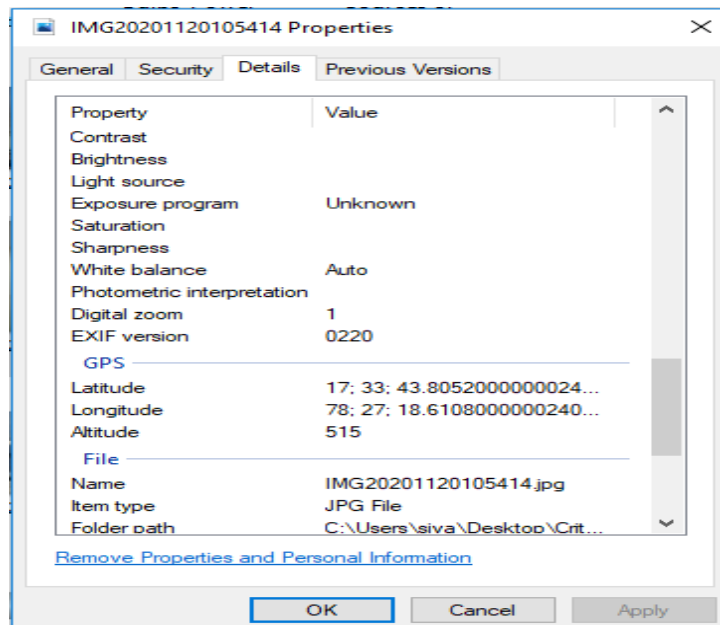 IMG20201120105414 Properties
General Security Details Previous Versions
Property Value
Contrast
Brightness
Light source
Exposure program Unknown
Saturation
Sharpness
White balance Auto
Photometric interpretation
Digital zoom 1
EXIF version 0220
GPS
Latitude 17; 33; 43.8052000000024...
Longitude 78; 27; 18.6108000000240...
Altitude 515
File
Name IMG20201120105414.jpg
Item type JPG File
Folder path C:\Users\siva\Desktop\Crit...
Remove Properties and Personal Information
OK Cancel Apply